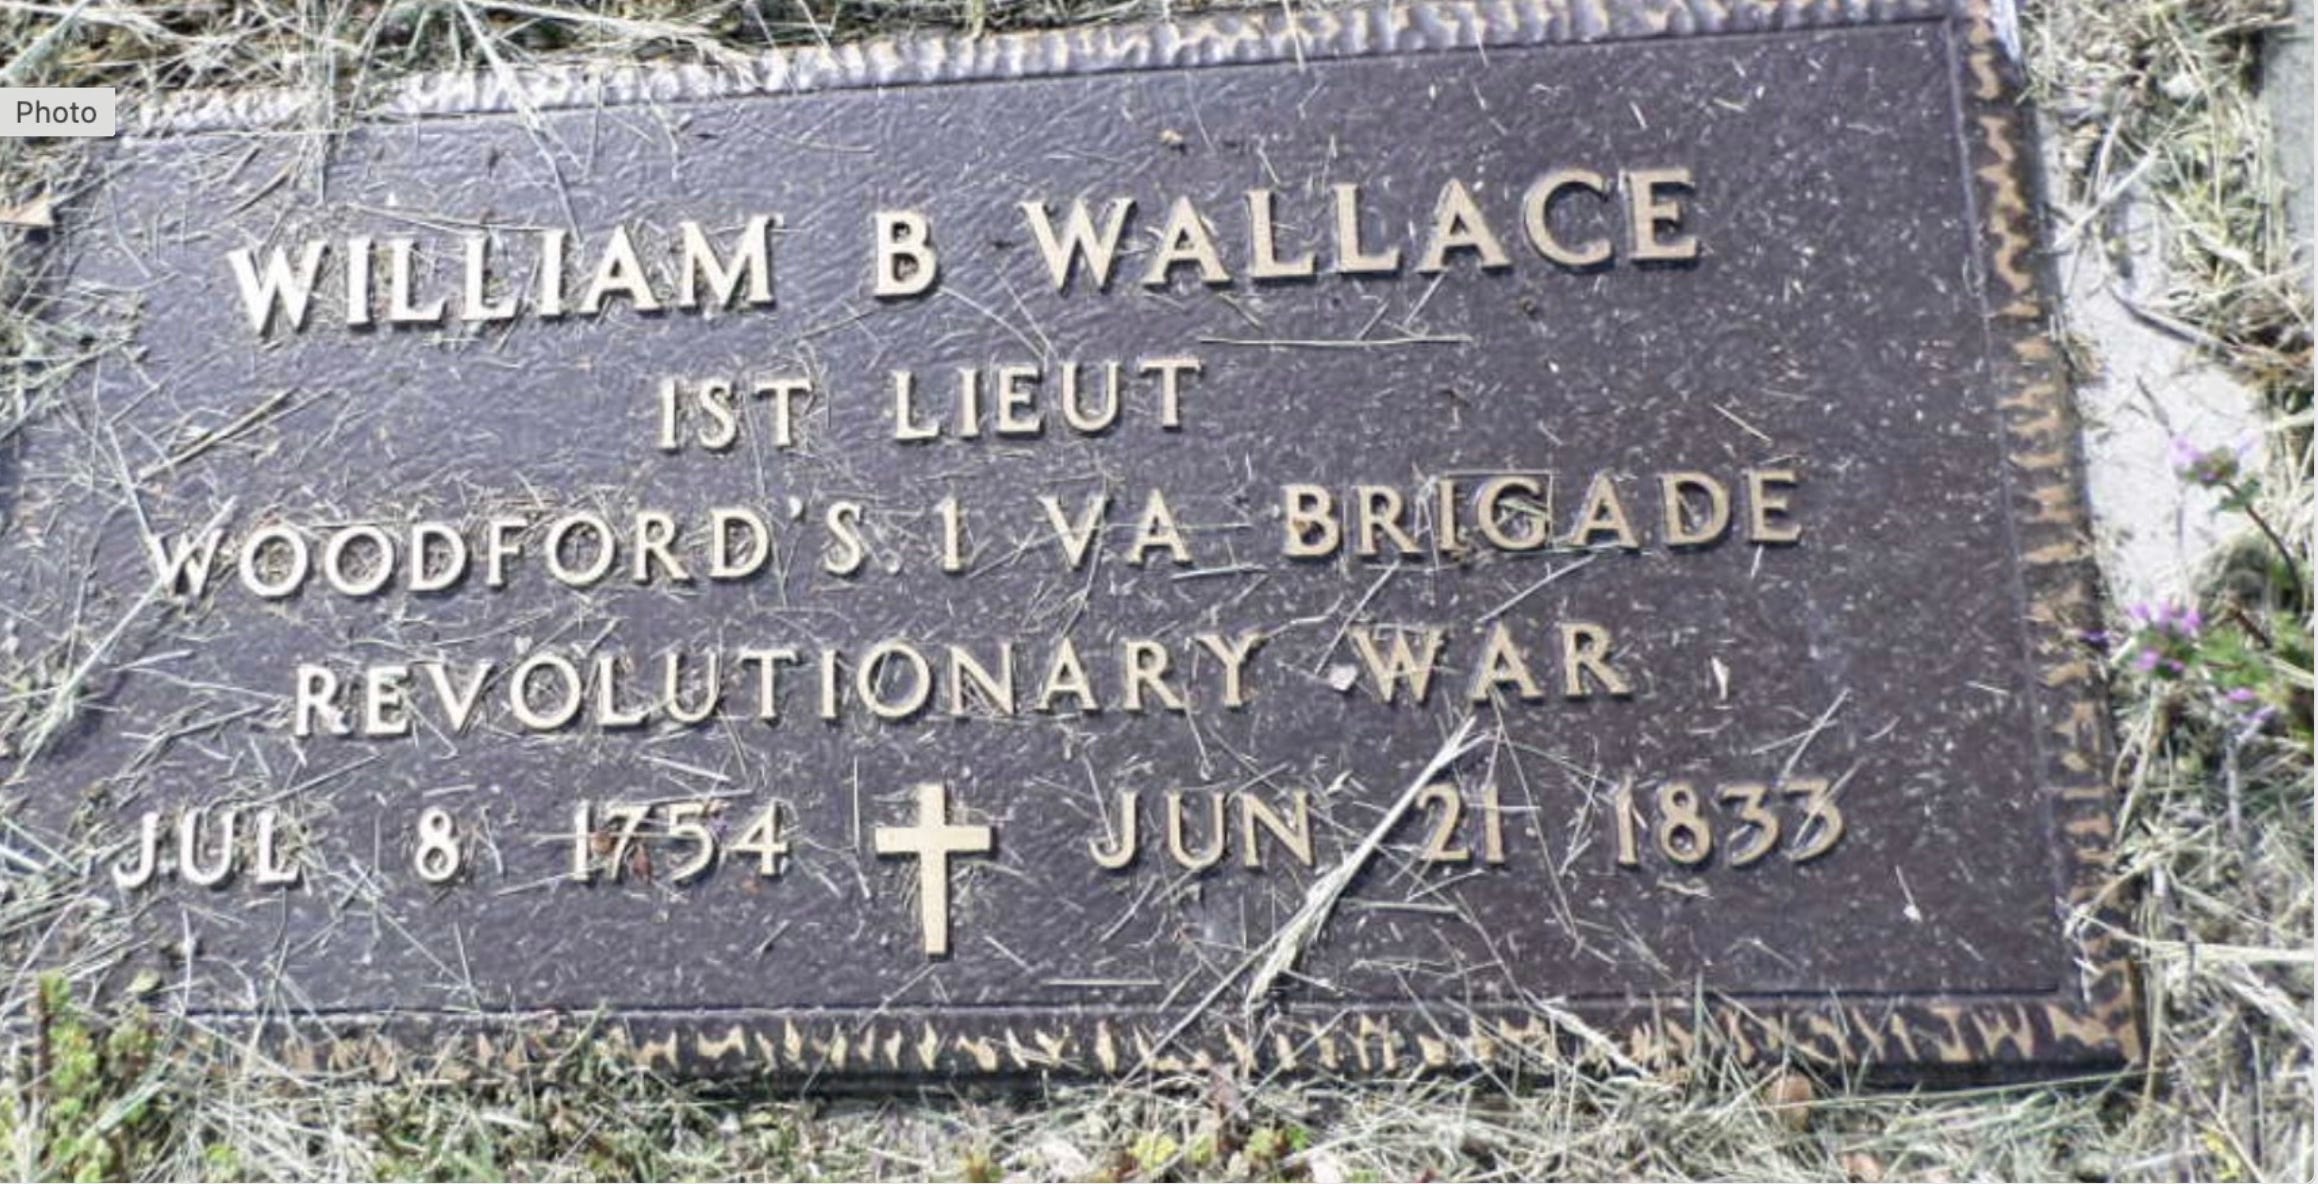 Photo
WILLIAM B WALLACE
1ST LIEUT
WOODFORD'S 1 VA BRIGADE
REVOLUTIONARY WAR
JUL 8 1754 JUN 21 1833